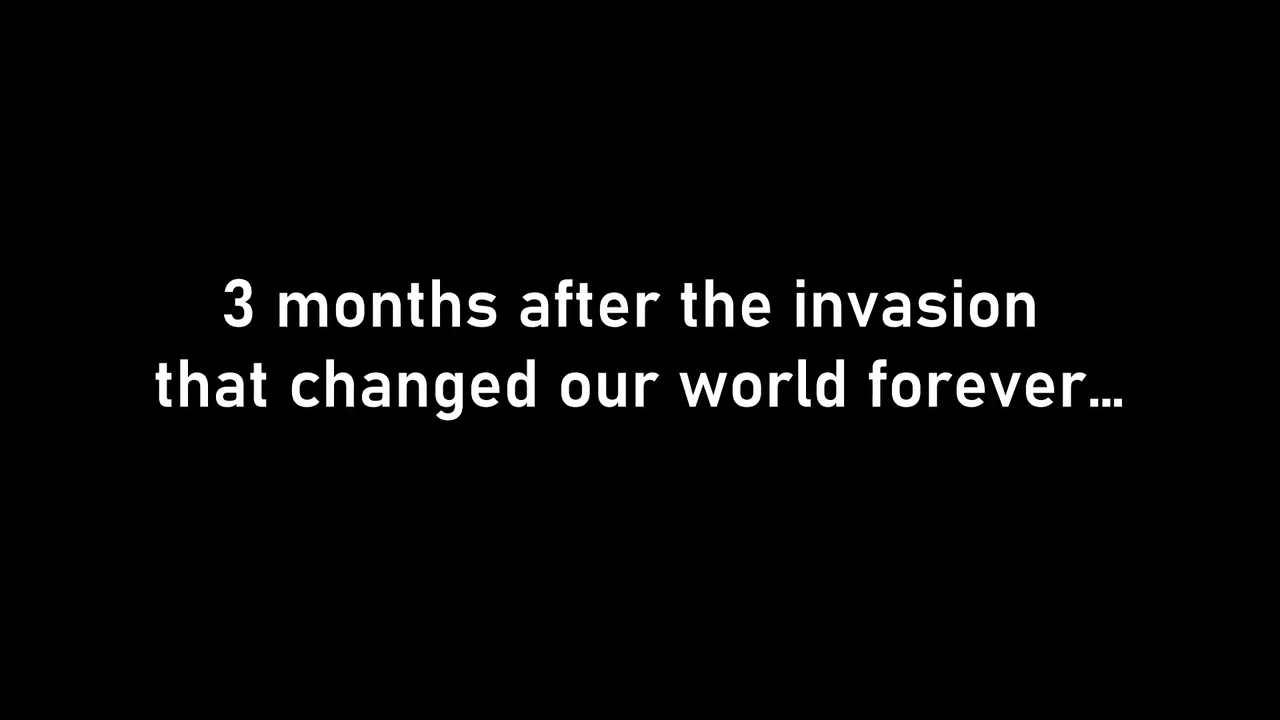 3 months after the invasion
that changed our world forever...